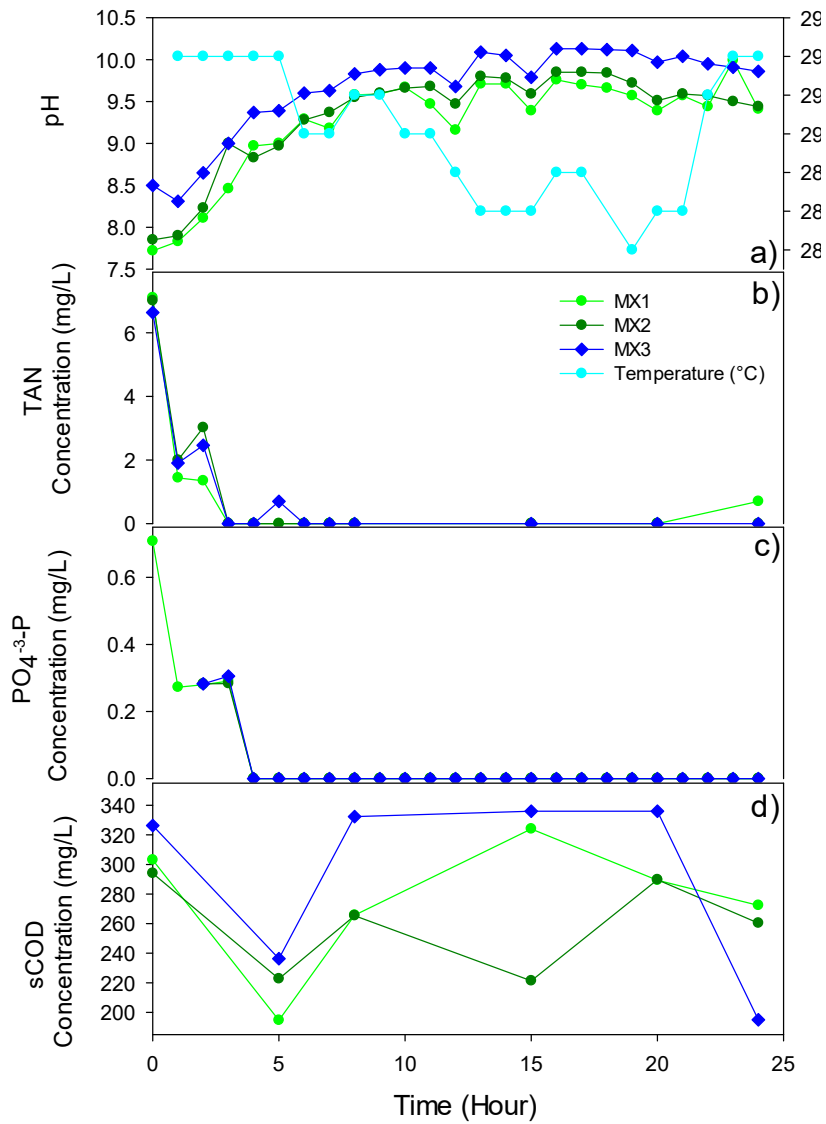 10.5
10.0
9.5
9.0
8.5
8.0
7.5
pH
29
29
29
29
28
28
28
a)
6
4
2
0
TAN
Concentration (mg/L)
b)
MX1
MX2
MX3
Temperature (°C)
0.6
0.4
0.2
0.0
PO4-3-P
Concentration (mg/L)
c)
340
320
300
280
260
240
220
200
sCOD
Concentration (mg/L)
d)
0 5 10 15 20 25
Time (Hour)